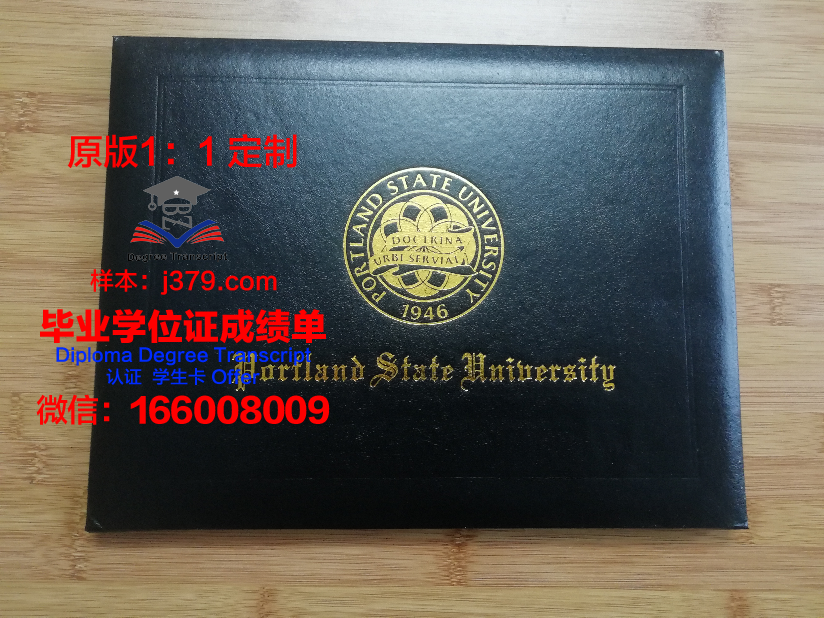 原版1：1 定制
BZ
Degree Transcript
样本：j379.com
毕业学位证成绩单
Diploma Degree Transcript
认证 学生卡 Offer
微信：166008009
PORTLAND STATE UNIVERSITY
DOCTRINA
URBI SERVIAT
1946
Portland State University